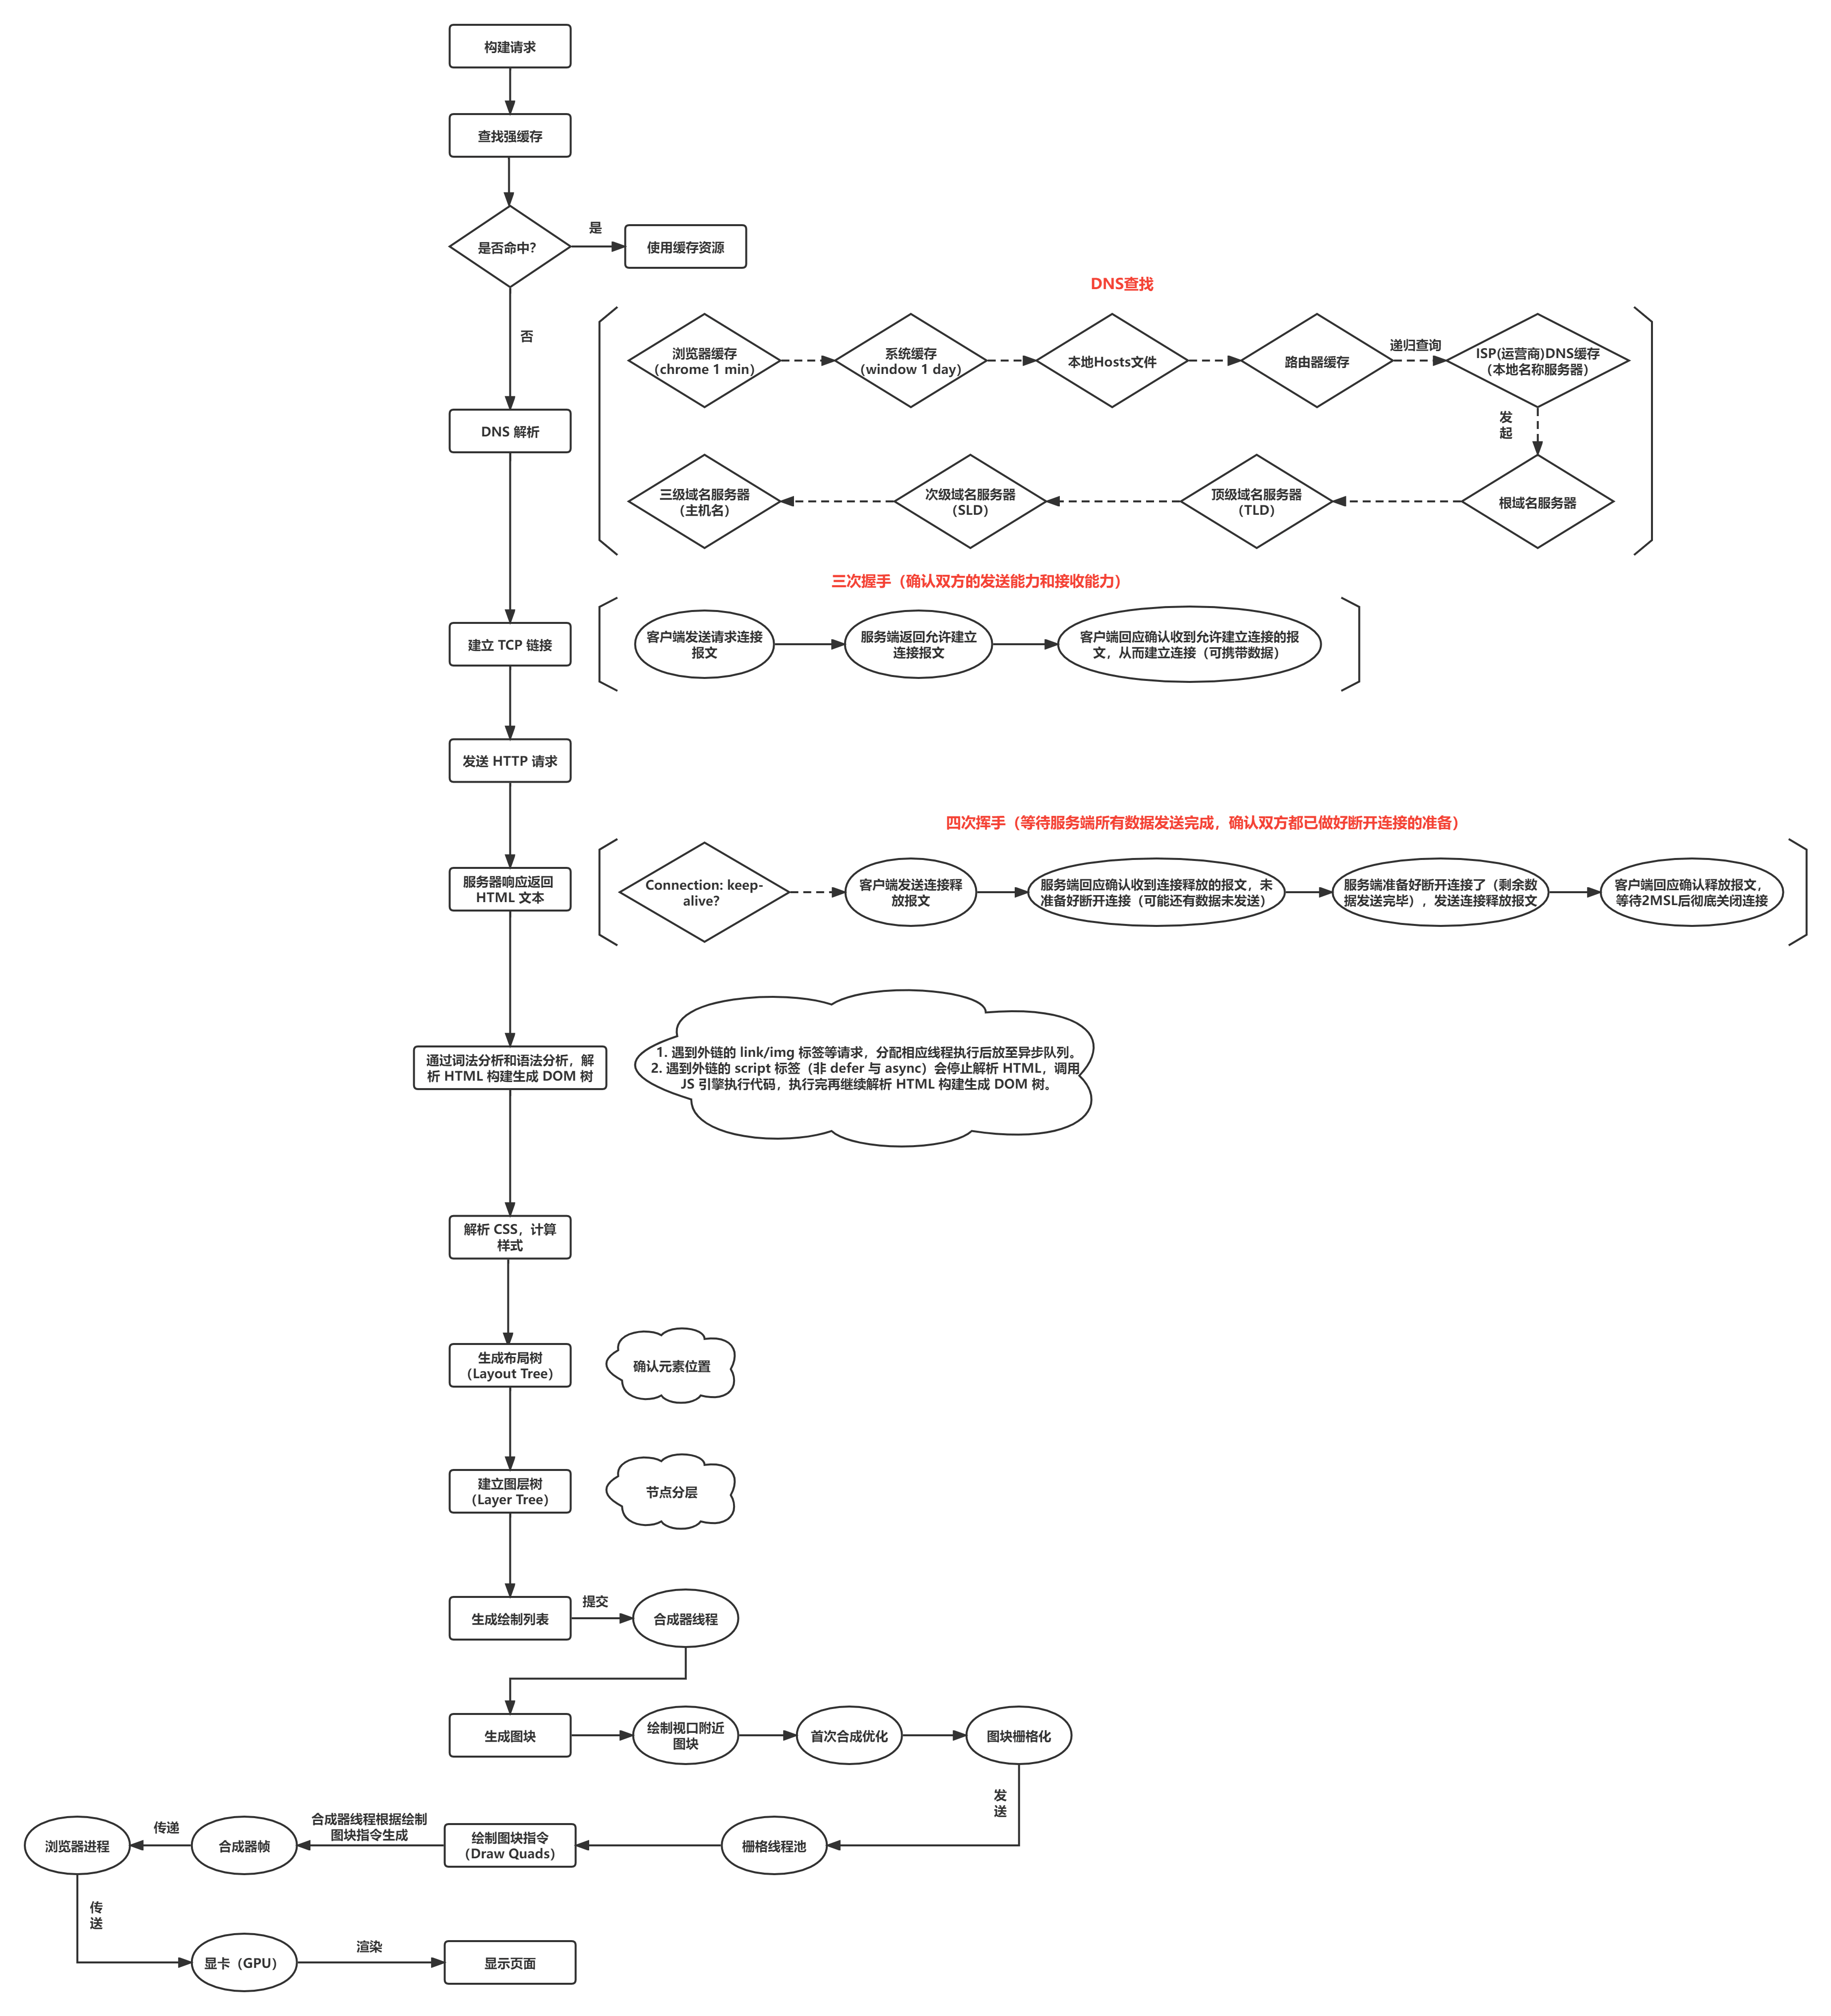 构建请求
查找强缓存
是否命中?
是
使用缓存资源
否
DNS查找
浏览器缓存
（chrome 1 min）
系统缓存
（window 1 day）
本地Hosts文件
路由器缓存
递归查询
ISP(运营商)DNS缓存
（本地名称服务器）
发
起
DNS 解析
三级域名服务器
（主机名）
次级域名服务器
（SLD）
顶级域名服务器
（TLD）
根域名服务器
三次握手（确认双方的发送能力和接收能力）
建立 TCP 链接
客户端发送请求连接
报文
服务端返回允许建立
连接报文
客户端回应确认收到允许建立连接的报
文，从而建立连接（可携带数据）
发送 HTTP 请求
四次挥手（等待服务端所有数据发送完成，确认双方都已做好断开连接的准备）
服务器响应返回
HTML 文本
Connection: keep-
alive?
客户端发送连接释
放报文
服务端回应确认收到连接释放的报文，未
准备好断开连接（可能还有数据未发送）
服务端准备好断开连接了（剩余数
据发送完毕），发送连接释放报文
客户端回应确认释放报文，
等待2MSL后彻底关闭连接
通过词法分析和语法分析，解
析 HTML 构建生成 DOM 树
1. 遇到外链的 link/img 标签等请求，分配相应线程执行后放至异步队列。
2. 遇到外链的 script 标签（非 defer 与 async）会停止解析 HTML，调用
JS 引擎执行代码，执行完再继续解析 HTML 构建生成 DOM 树。
解析 CSS，计算
样式
生成布局树
（Layout Tree）
确认元素位置
建立图层树
（Layer Tree）
节点分层
生成绘制列表
提交
合成器线程
生成图块
绘制视口附近
图块
首次合成优化
图块栅格化
发
送
栅格线程池
绘制图块指令
（Draw Quads）
合成器线程根据绘制
图块指令生成
合成器帧
传递
浏览器进程
传
送
显卡（GPU）
渲染
显示页面